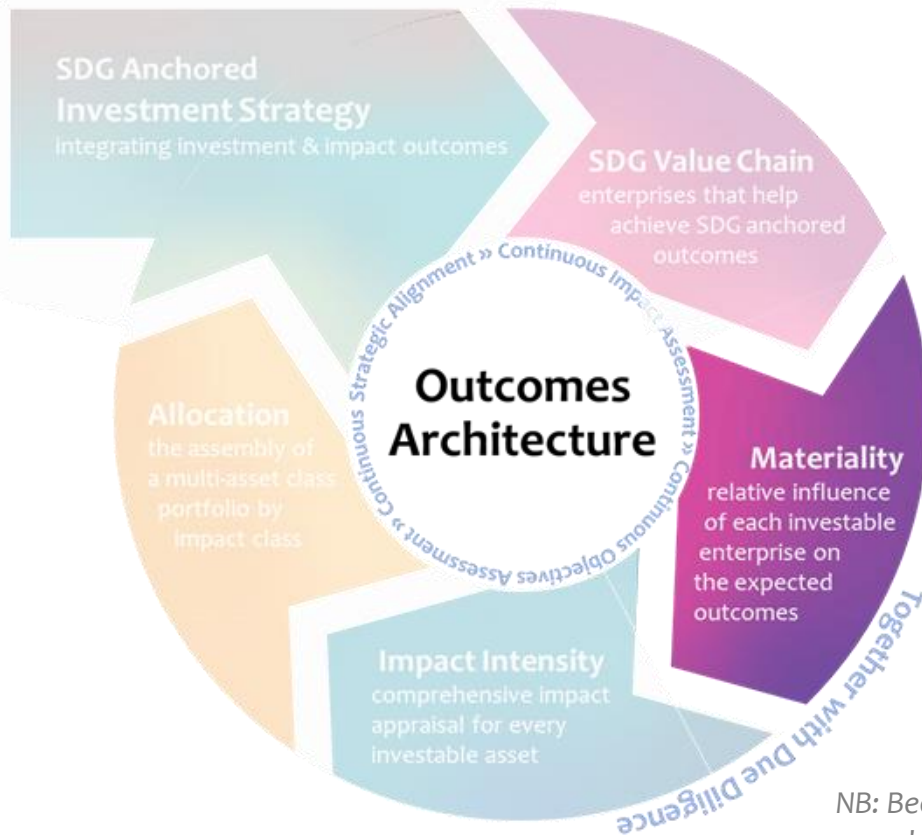 SDG Anchored
Investment Strategy
integrating investment & impact outcomes
SDG Value Chain
enterprises that help
achieve SDG anchored
outcomes
Materiality
relative influence
of each investable
enterprise on
the expected
outcomes
Impact Intensity
comprehensive impact
appraisal for every
investable asset
Allocation
the assembly of
a multi-asset class
portfolio by
impact class
Outcomes
Architecture
Continuous Strategic Alignment » Continuous Impact Assessment » Continuous Objectives Assessment »
Together with Due Diligence
NB: